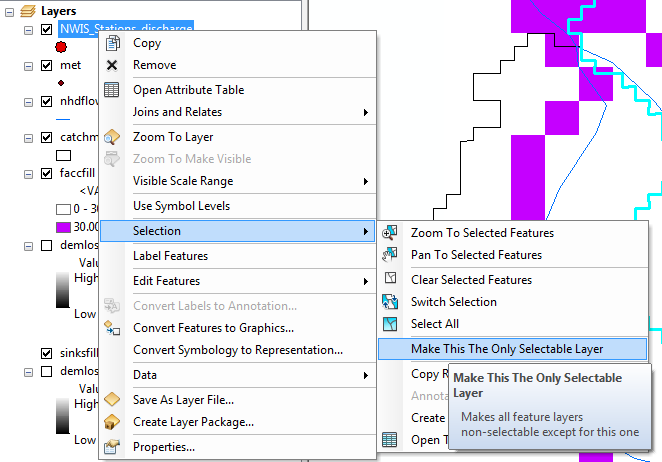 Layers
NWIS_Stations_discharge
met
nhdflow
catchm
faccfill
<VA
0 - 30
30.00
demlos
Value
High
Low
sinksfill
demlos
Value
High
Low
Copy
Remove
Open Attribute Table
Joins and Relates
Zoom To Layer
Zoom To Make Visible
Visible Scale Range
Use Symbol Levels
Selection
Label Features
Edit Features
Convert Labels to Annotation...
Convert Features to Graphics...
Convert Symbology to Representation...
Data
Save As Layer File...
Create Layer Package...
Properties...
Zoom To Selected Features
Pan To Selected Features
Clear Selected Features
Switch Selection
Select All
Make This The Only Selectable Layer
Copy R
Annota
Create
Open T
Make This The Only Selectable
Layer
Makes all feature layers
non-selectable except for this one